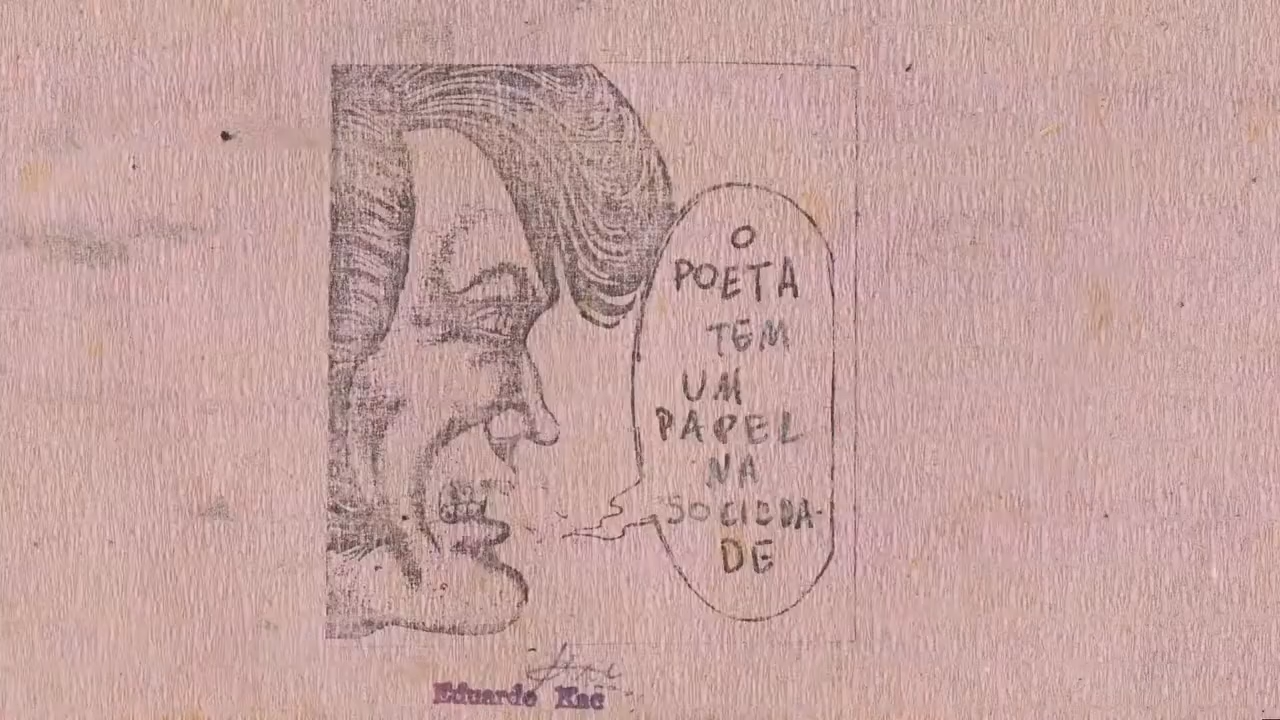 O
POETA
TEM
UM
PAPEL
NA
SOCIEDA-
DE
Eduardo Kac